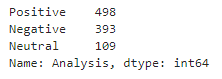 Positive    498
Negative    393
Neutral     109
Name: Analysis, dtype: int64